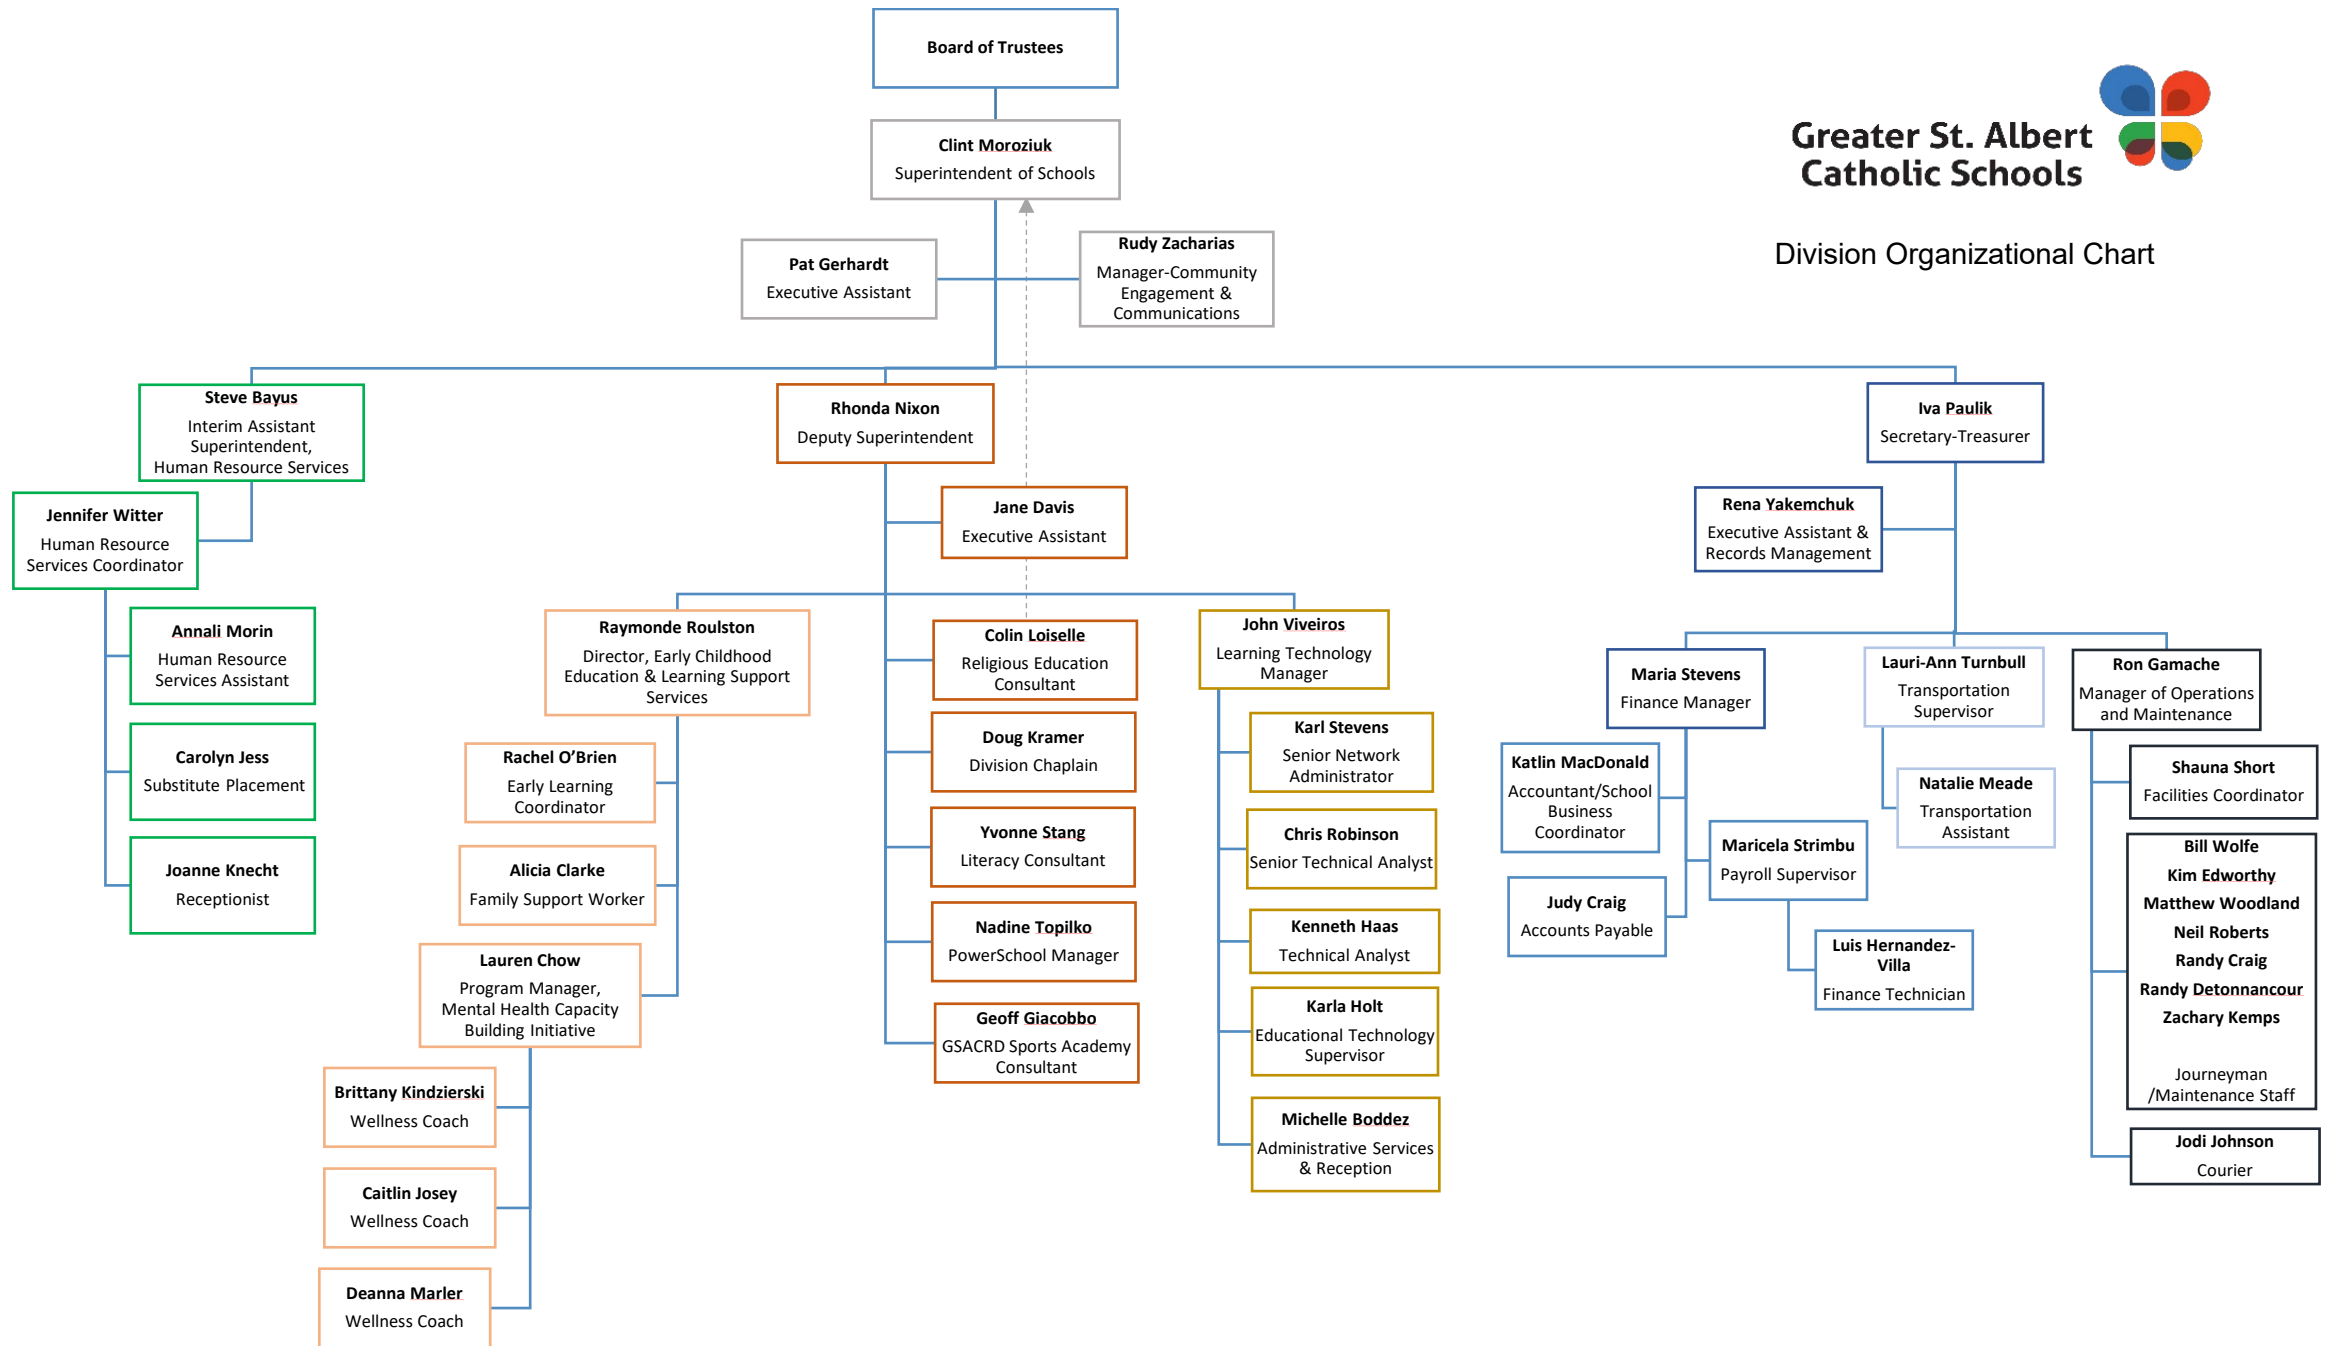 Board of Trustees
Clint Moroziuk
Superintendent of Schools
Greater St. Albert
Catholic Schools
Division Organizational Chart
Pat Gerhardt
Executive Assistant
Rudy Zacharias
Manager-Community
Engagement &
Communications
Steve Bayus
Interim Assistant
Superintendent,
Human Resource Services
Jennifer Witter
Human Resource
Services Coordinator
Annali Morin
Human Resource
Services Assistant
Carolyn Jess
Substitute Placement
Joanne Knecht
Receptionist
Rhonda Nixon
Deputy Superintendent
Jane Davis
Executive Assistant
Raymonde Roulston
Director, Early Childhood
Education & Learning Support
Services
Rachel O’Brien
Early Learning
Coordinator
Alicia Clarke
Family Support Worker
Lauren Chow
Program Manager,
Mental Health Capacity
Building Initiative
Brittany Kindzierski
Wellness Coach
Caitlin Josey
Wellness Coach
Deanna Marler
Wellness Coach
Colin Loiselle
Religious Education
Consultant
Doug Kramer
Division Chaplain
Yvonne Stang
Literacy Consultant
Nadine Topilko
PowerSchool Manager
Geoff Giacobbo
GSACRD Sports Academy
Consultant
John Viveiros
Learning Technology
Manager
Karl Stevens
Senior Network
Administrator
Chris Robinson
Senior Technical Analyst
Kenneth Haas
Technical Analyst
Karla Holt
Educational Technology
Supervisor
Michelle Boddez
Administrative Services
& Reception
Iva Paulik
Secretary-Treasurer
Rena Yakemchuk
Executive Assistant &
Records Management
Maria Stevens
Finance Manager
Katlin MacDonald
Accountant/School
Business
Coordinator
Maricela Strimbu
Payroll Supervisor
Judy Craig
Accounts Payable
Luis Hernandez-
Villa
Finance Technician
Lauri-Ann Turnbull
Transportation
Supervisor
Natalie Meade
Transportation
Assistant
Ron Gamache
Manager of Operations
and Maintenance
Shauna Short
Facilities Coordinator
Bill Wolfe
Kim Edworthy
Matthew Woodland
Neil Roberts
Randy Craig
Randy Detonnancour
Zachary Kemps
Journeyman
/Maintenance Staff
Jodi Johnson
Courier